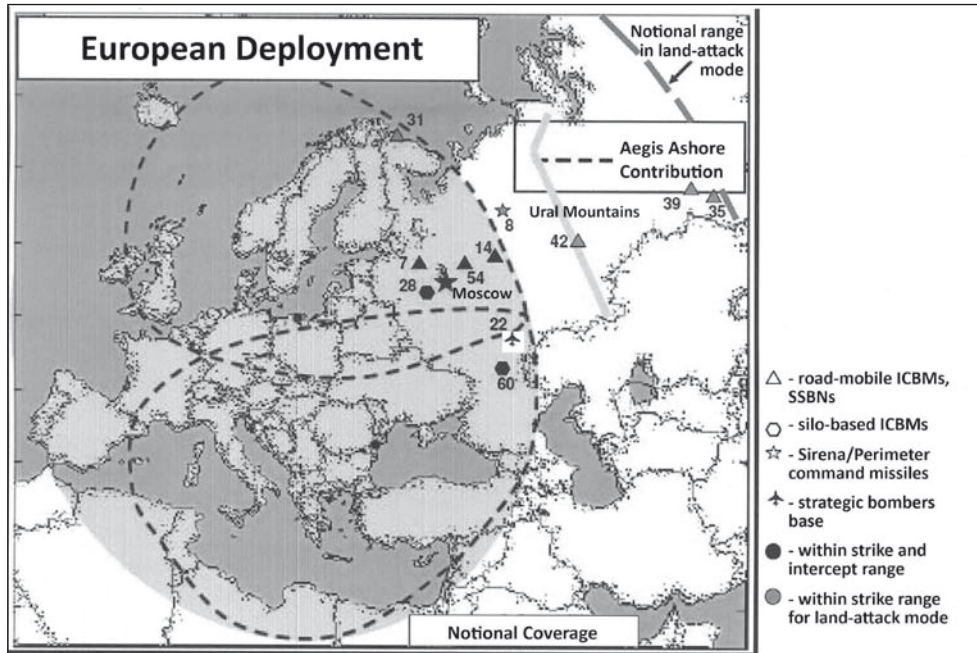 European Deployment
Notional range
in land-attack
mode
31
Aegis Ashore
Contribution
39
35
8
Ural Mountains
42
14
7
54
28
Moscow
22
60
Notional Coverage
- road-mobile ICBMs,
SSBNs
- silo-based ICBMs
- Sirena/Perimeter
command missiles
- strategic bombers
base
- within strike and
intercept range
- within strike range
for land-attack mode